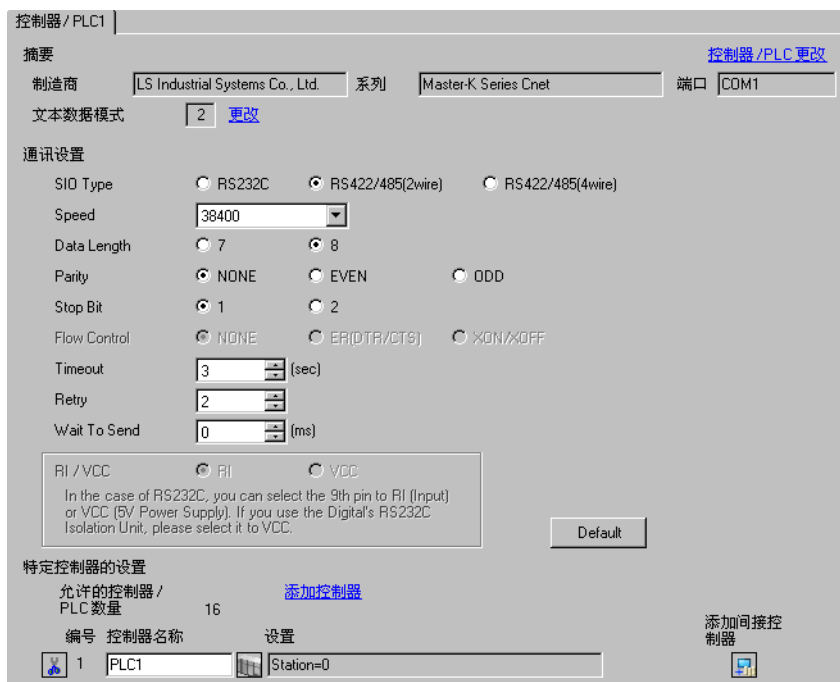 控制器/PLC1
摘要 控制器/PLC更改
制造商 LS Industrial Systems Co., Ltd. 系列 Master-K Series Cnet 端口 COM1
文本数据模式 2 更改
通讯设置
SIO Type RS232C RS422/485(2wire) RS422/485(4wire)
Speed 38400
Data Length 7 8
Parity NONE EVEN ODD
Stop Bit 1 2
Flow Control NONE ER(DTR/CTS) XON/XOFF
Timeout 3 (sec)
Retry 2
Wait To Send 0 (ms)
RI / VCC RI VCC
In the case of RS232C, you can select the 9th pin to RI (Input)
or VCC (5V Power Supply). If you use the Digital's RS232C
Isolation Unit, please select it to VCC.
Default
特定控制器的设置
允许的控制器/
PLC数量 16 添加控制器
添加间接控
制器
编号 控制器名称 设置
1 PLC1 Station=0